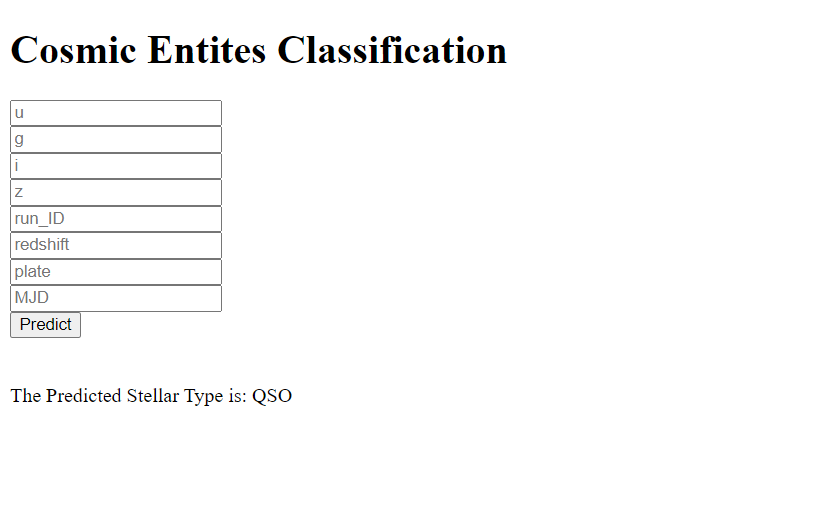 Cosmic Entites Classification
u
g
i
z
run_ID
redshift
plate
MJD
Predict
The Predicted Stellar Type is: QSO